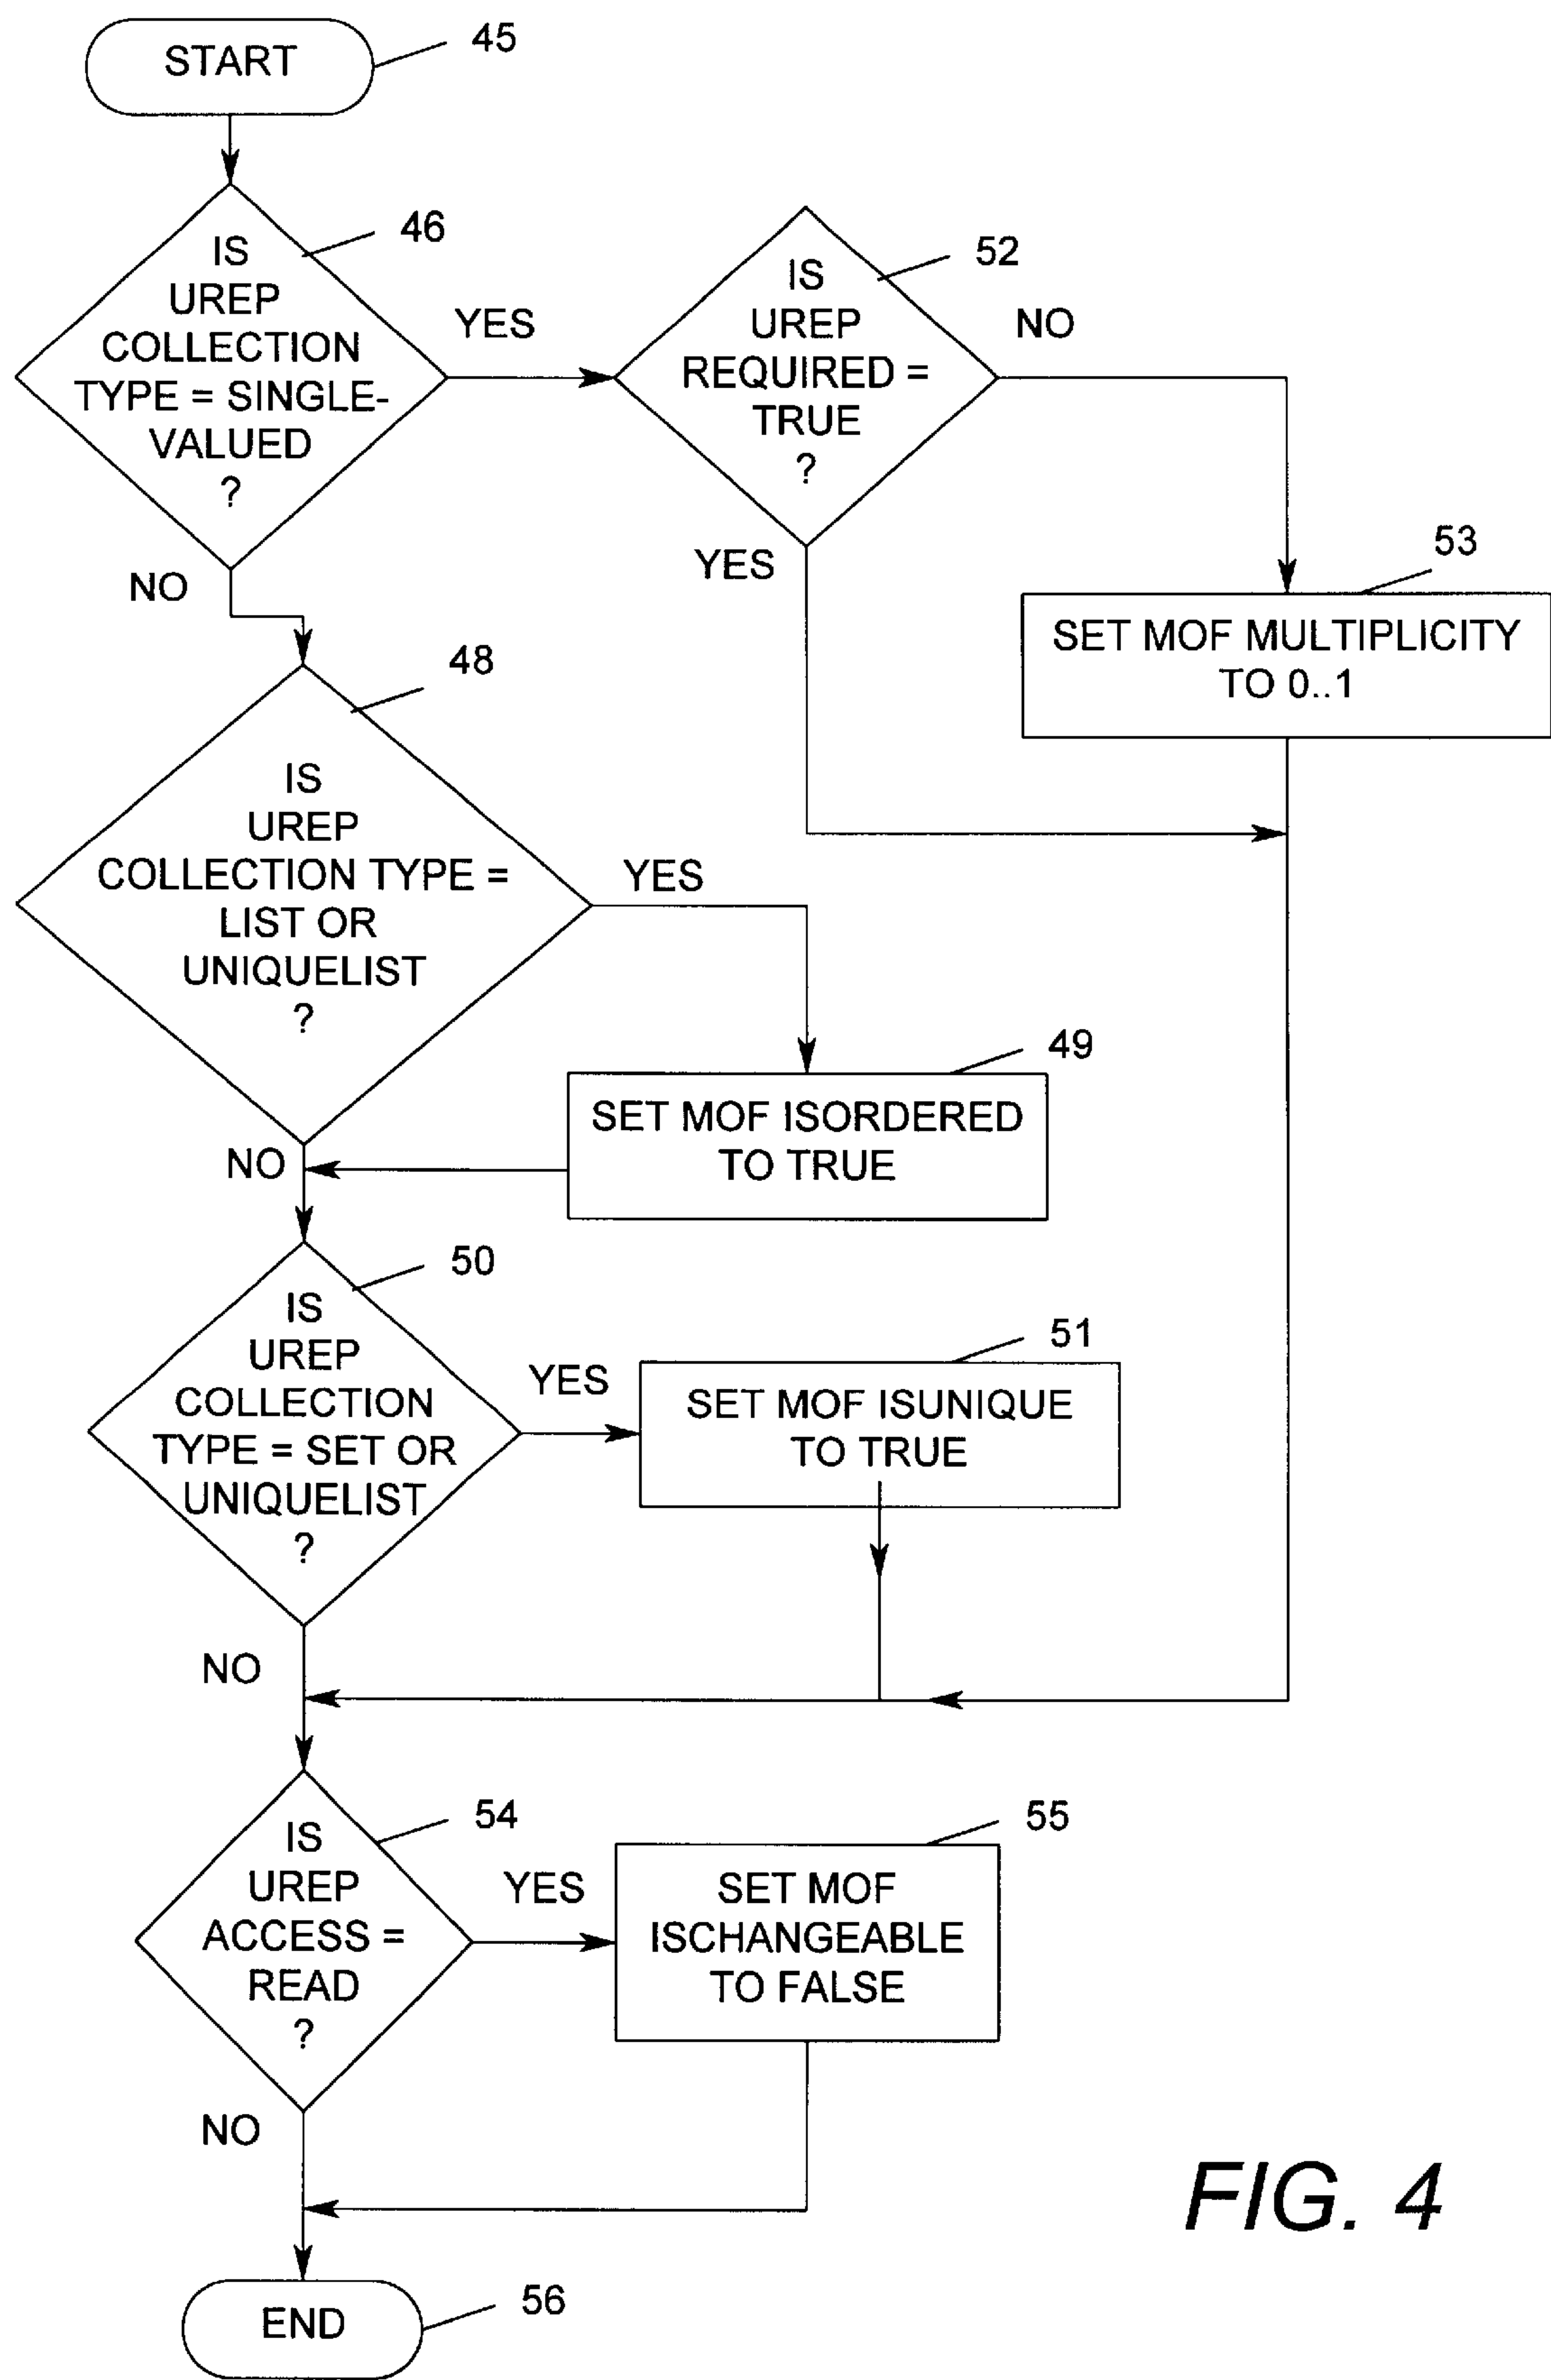 START
45
IS
UREP
COLLECTION
TYPE = SINGLE-
VALUED
?
46
YES
NO
IS
UREP
REQUIRED =
TRUE
?
52
NO
YES
53
SET MOF MULTIPLICITY
TO 0..1
48
IS
UREP
COLLECTION TYPE =
LIST OR
UNIQUELIST
?
YES
NO
49
SET MOF ISORDERED
TO TRUE
50
IS
UREP
COLLECTION
TYPE = SET OR
UNIQUELIST
?
YES
NO
51
SET MOF ISUNIQUE
TO TRUE
54
IS
UREP
ACCESS =
READ
?
YES
NO
55
SET MOF
ISCHANGEABLE
TO FALSE
END
56
FIG. 4